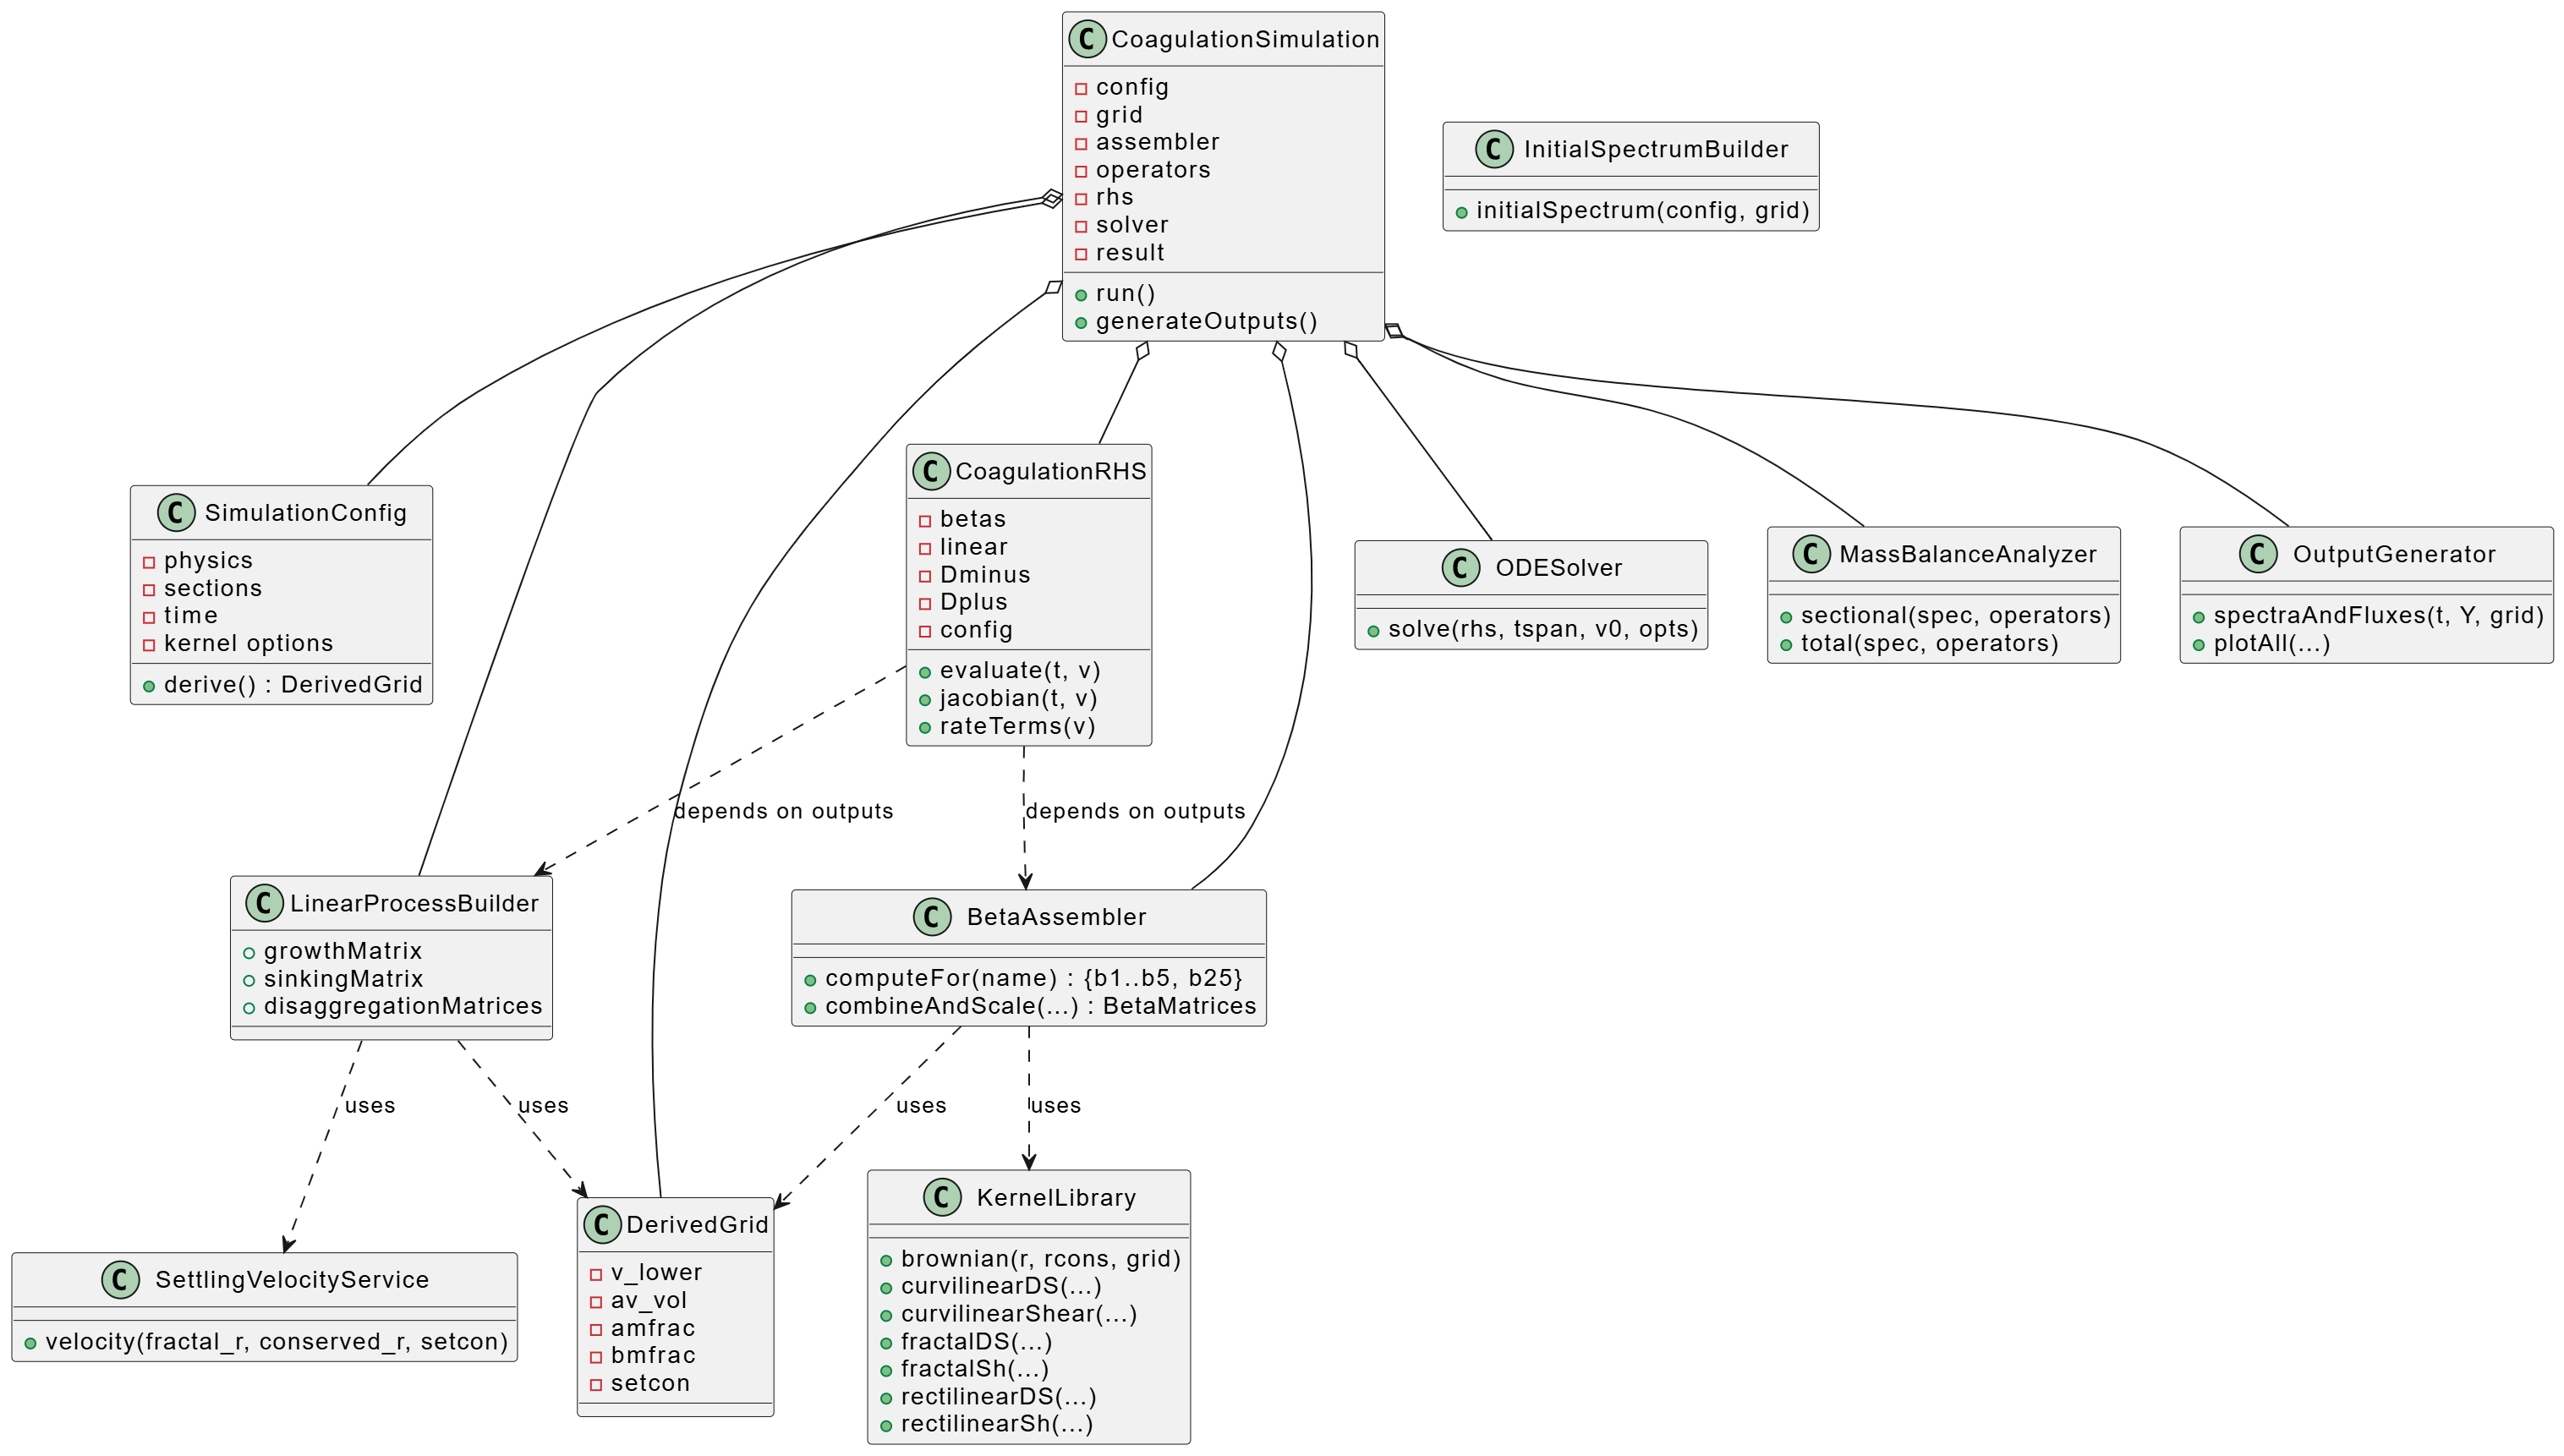 C CoagulationSimulation
config
grid
assembler
operators
rhs
solver
result
run()
generateOutputs()
C InitialSpectrumBuilder
initialSpectrum(config, grid)
C SimulationConfig
physics
sections
time
kernel options
derive() : DerivedGrid
C CoagulationRHS
betas
linear
Dminus
Dplus
config
evaluate(t, v)
jacobian(t, v)
rateTerms(v)
C ODESolver
solve(rhs, tspan, v0, opts)
C MassBalanceAnalyzer
sectional(spec, operators)
total(spec, operators)
C OutputGenerator
spectraAndFluxes(t, Y, grid)
plotAll(...)
depends on outputs
depends on outputs
C LinearProcessBuilder
growthMatrix
sinkingMatrix
disaggregationMatrices
C BetaAssembler
computeFor(name) : {b1..b5, b25}
combineAndScale(...) : BetaMatrices
uses
uses
uses
uses
C SettlingVelocityService
velocity(fractal_r, conserved_r, setcon)
C DerivedGrid
v_lower
av_vol
amfrac
bmfrac
setcon
C KernelLibrary
brownian(r, rcons, grid)
curvilinearDS(...)
curvilinearShear(...)
fractalDS(...)
fractalSh(...)
rectilinearDS(...)
rectilinearSh(...)